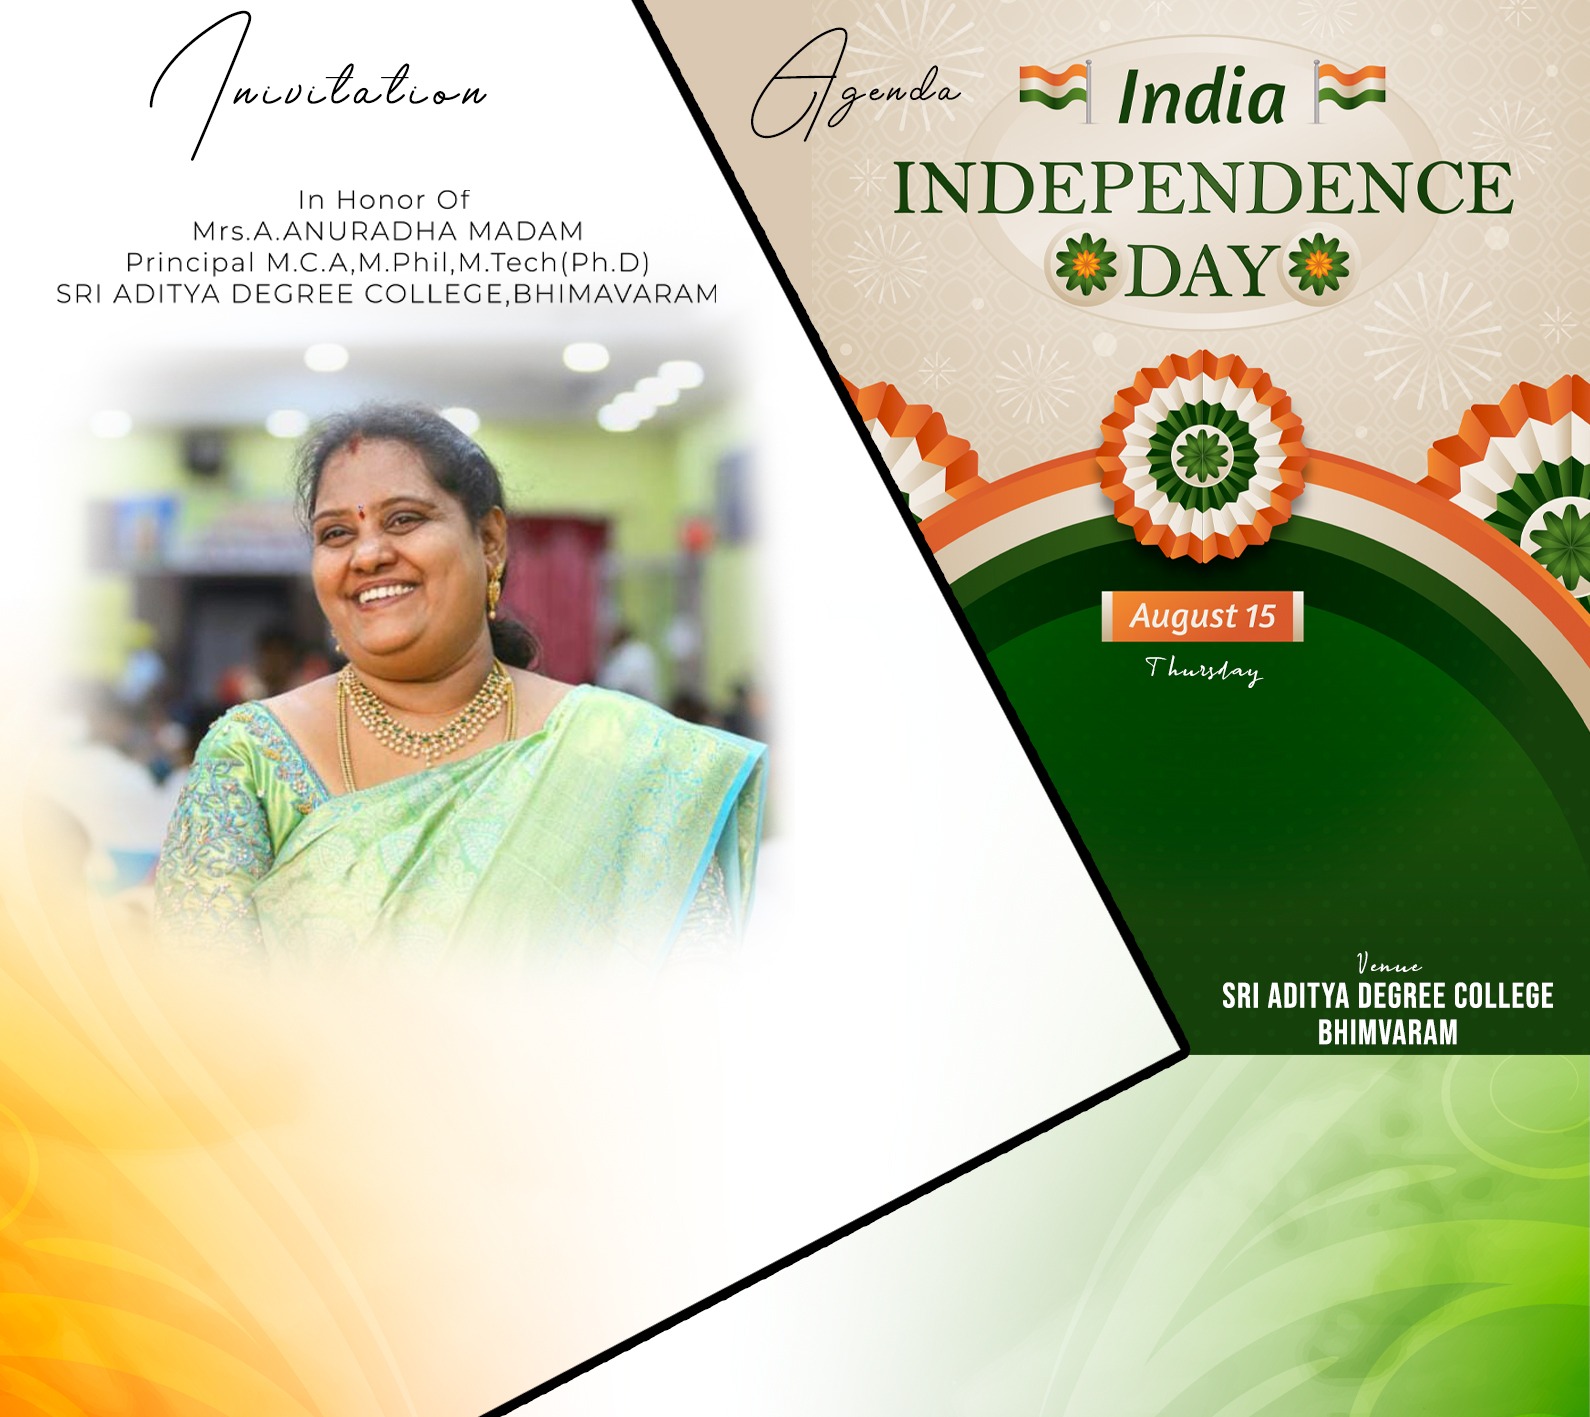 Inivitation
In Honor Of
Mrs.A.ANURADHA MADAM
Principal M.C.A,M.Phil,M.Tech(Ph.D)
SRI ADITYA DEGREE COLLEGE,BHIMAVARAM
Agenda
India
INDEPENDENCE
DAY
August 15
Thursday
Venue
SRI ADITYA DEGREE COLLEGE
BHIMVARAM